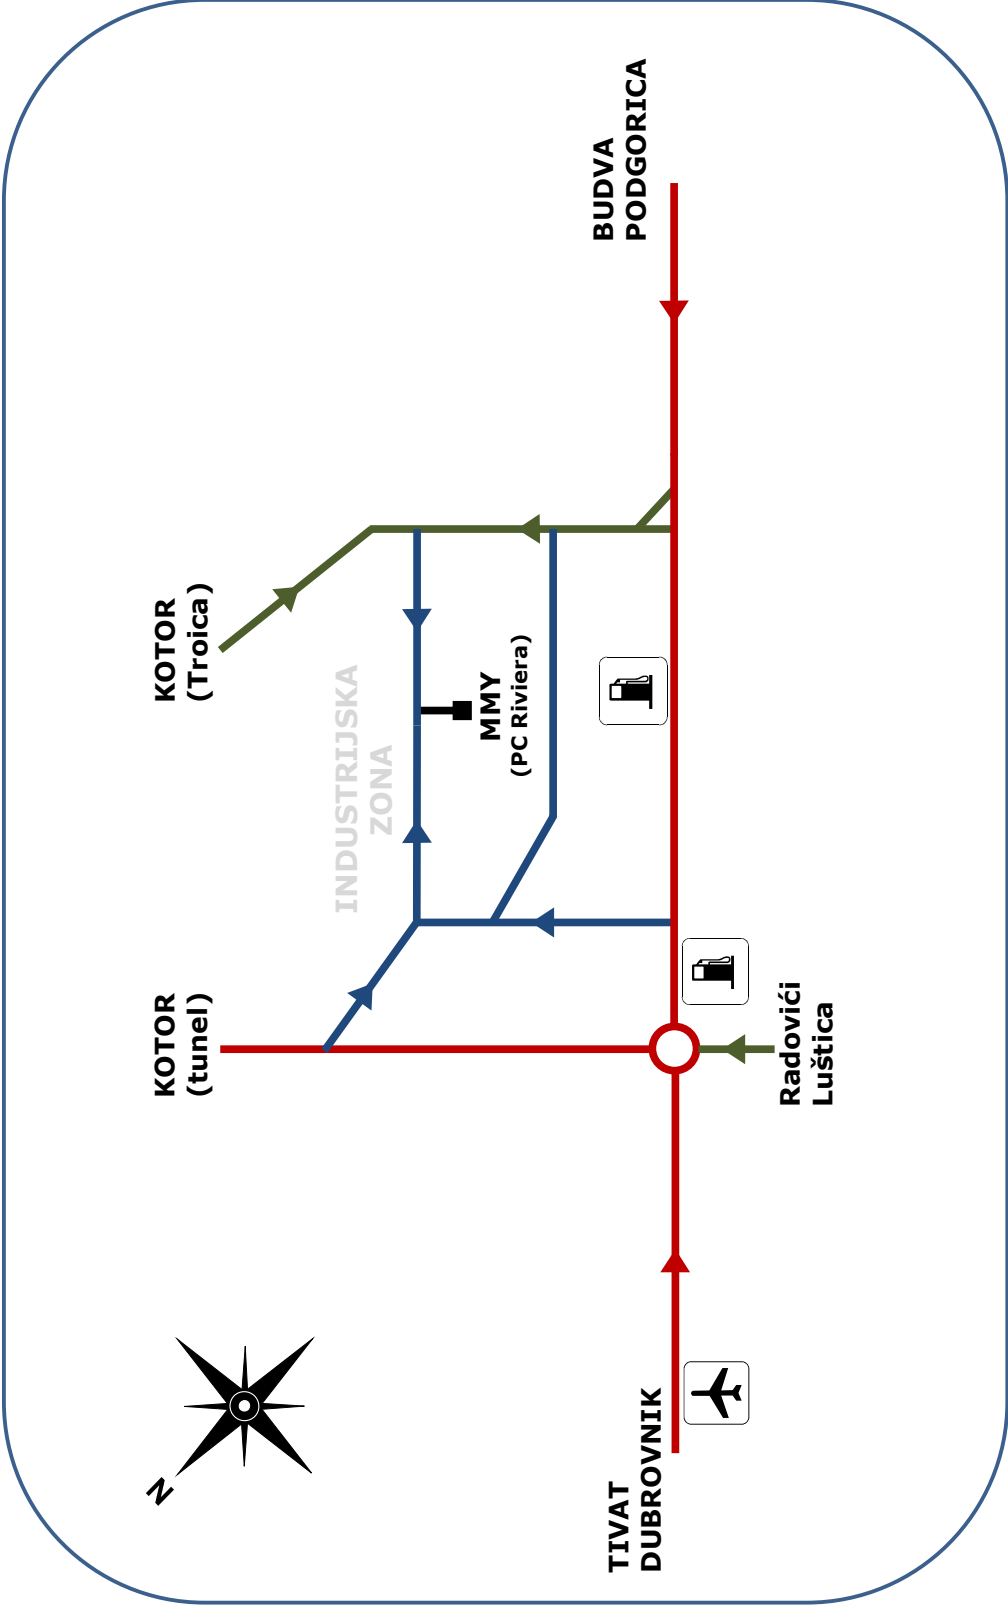 N
KOTOR
(tunel)
KOTOR
(Troica)
INDUSTRIJSKA
ZONA
MMY
(PC Riviera)
TIVAT
DUBROVNIK
BUDVA
PODGORICA
Radovići
Luštica